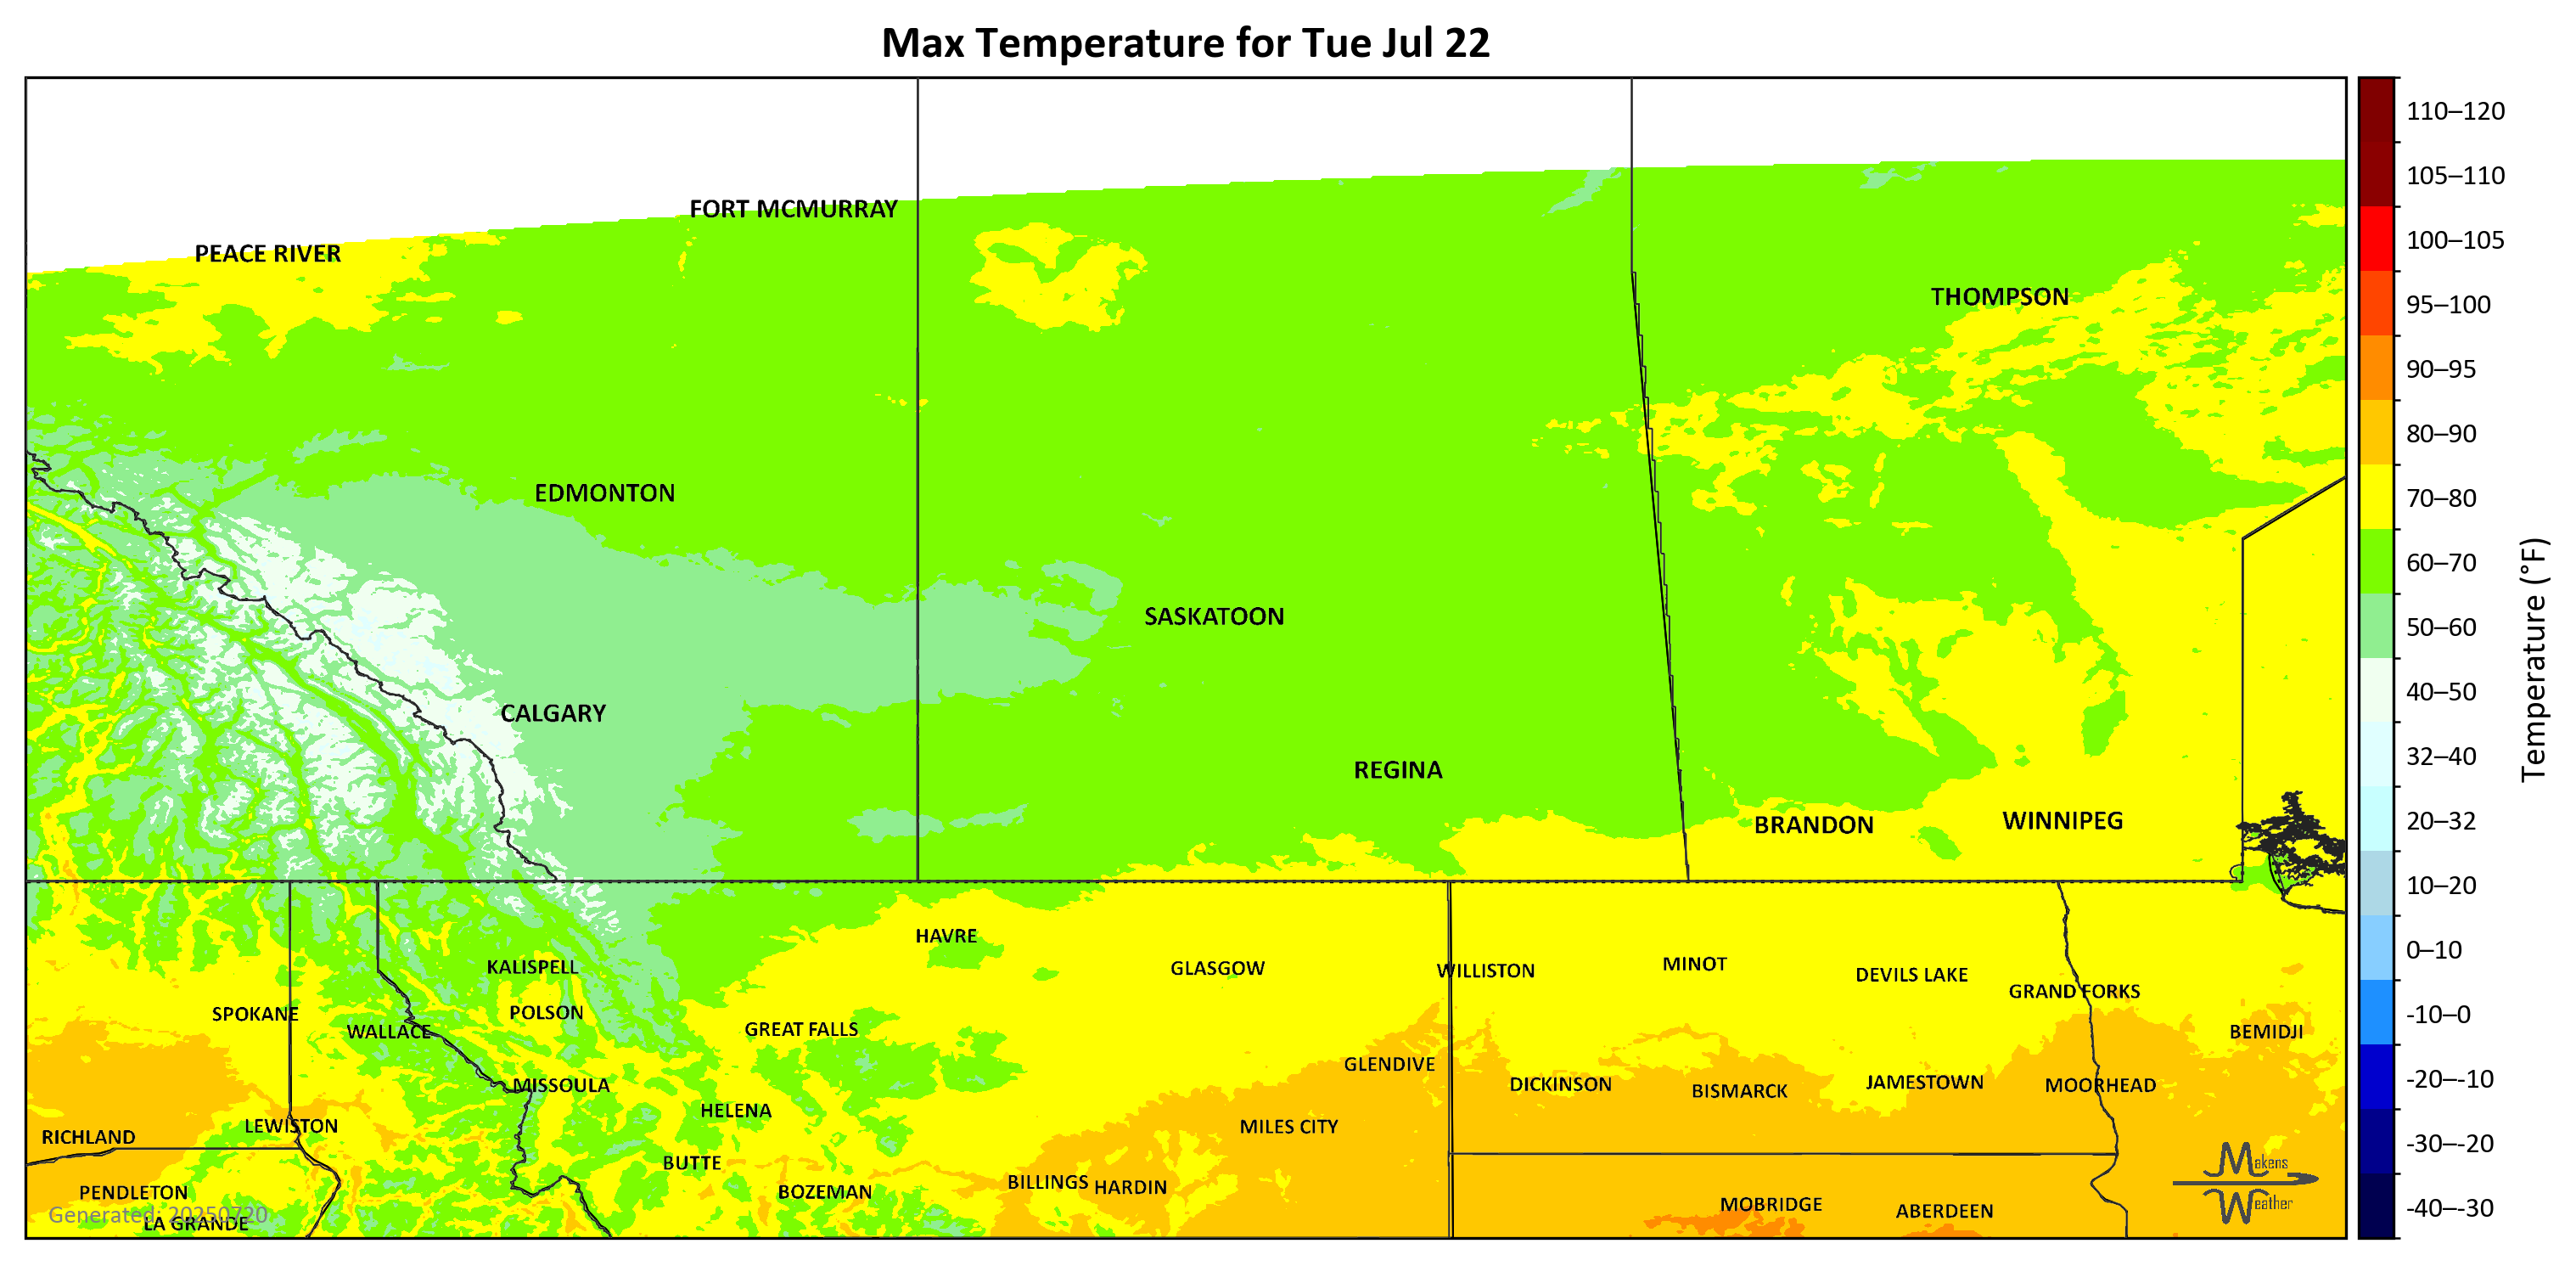 Max Temperature for Tue Jul 22
110–120
105–110
FORT MCMURRAY
100–105
PEACE RIVER
THOMPSON
95–100
90–95
80–90
EDMONTON
70–80
60–70
SASKATOON
50–60
Temperature (°F)
40–50
CALGARY
32–40
REGINA
20–32
WINNIPEG
BRANDON
10–20
HAVRE
0–10
MINOT
KALISPELL
GLASGOW
WILLISTON
DEVILS LAKE
GRAND FORKS
POLSON
SPOKANE
-10–0
GREAT FALLS
WALLACE
BEMIDJI
GLENDIVE
-20–-10
JAMESTOWN
DICKINSON
MISSOULA
MOORHEAD
BISMARCK
HELENA
LEWISTON
MILES CITY
RICHLAND
-30–-20
BUTTE
Makens
Weather
BILLINGS
HARDIN
PENDLETON
BOZEMAN
MOBRIDGE
-40–-30
ABERDEEN
Generated: 20250720
LA GRANDE